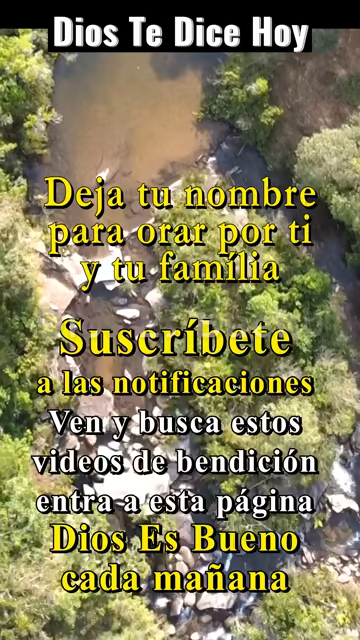 Dios Te Dice Hoy
Deja tu nombre
para orar por ti
y tu família
Suscríbete
a las notificaciones
Ven y busca estos
videos de bendición
entra a esta página
Dios Es Bueno
cada mañana